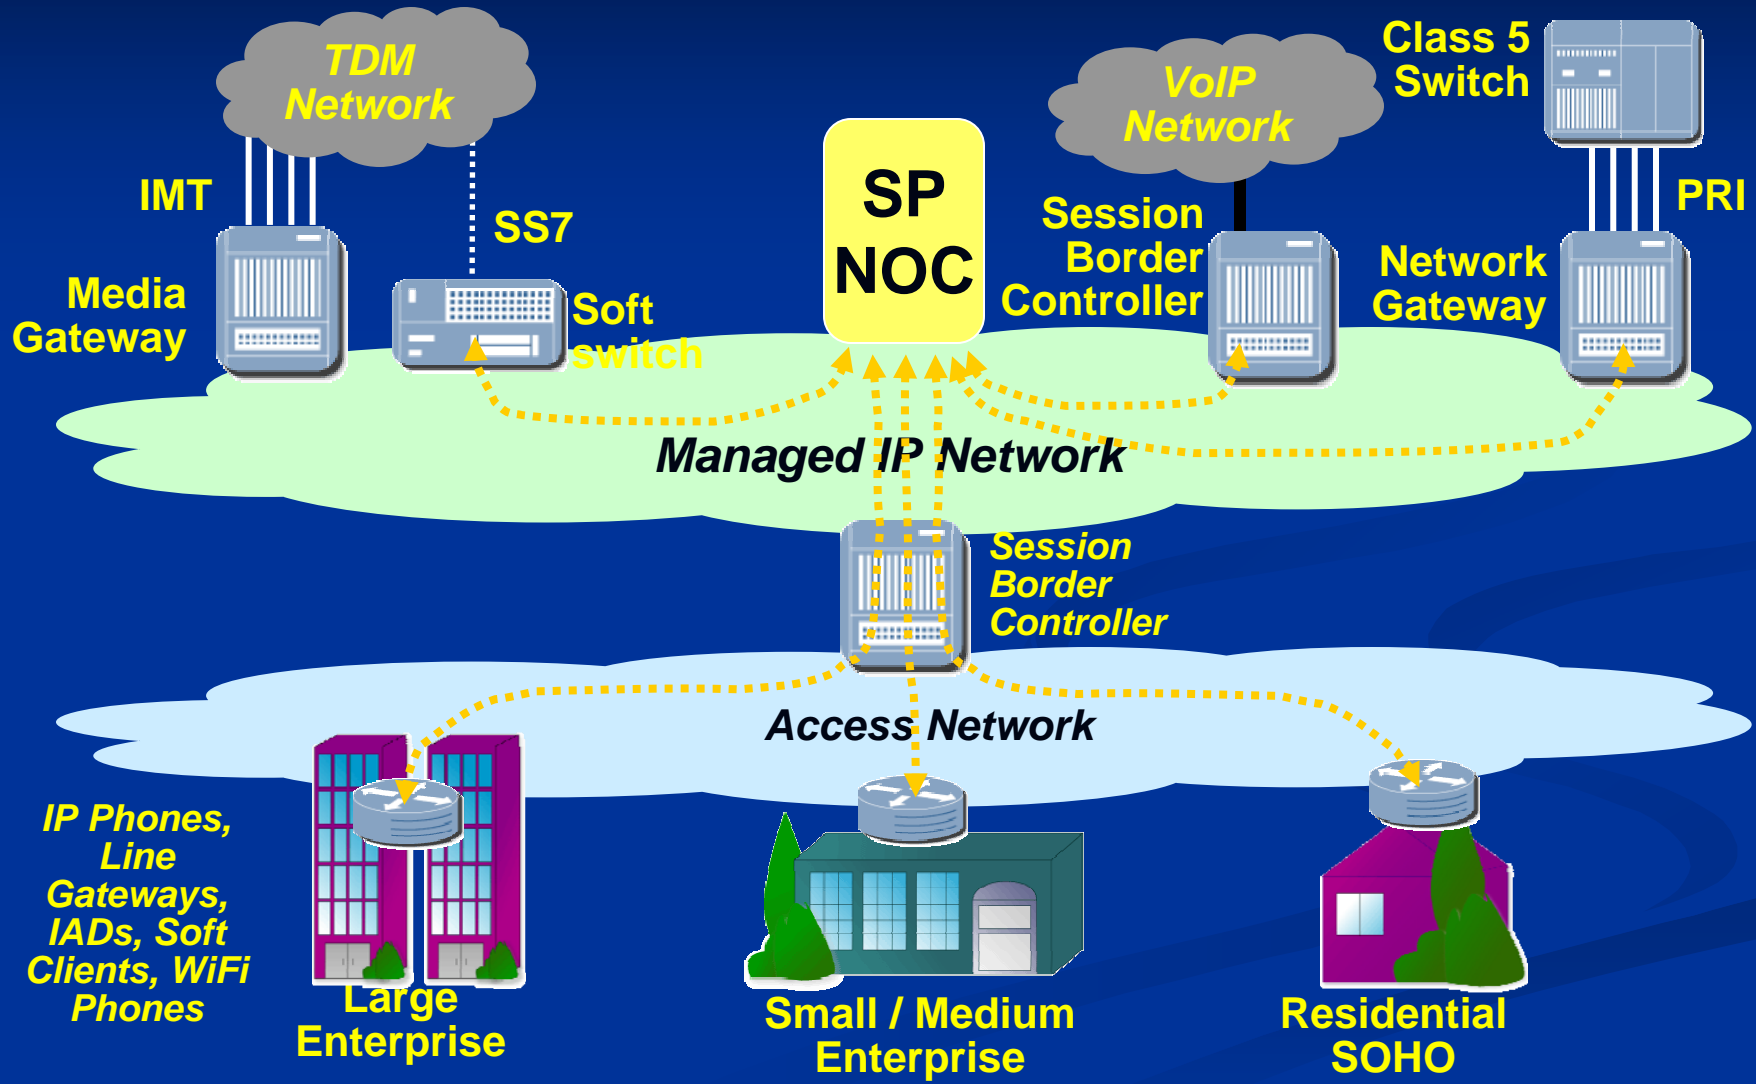 TDM
Network
VoIP
Network
Class 5
Switch
IMT
SS7
SP
NOC
Session
Border
Controller
PRI
Media
Gateway
Soft
switch
Network
Gateway
Managed IP Network
Session
Border
Controller
Access Network
IP Phones,
Line
Gateways,
IADs, Soft
Clients, WiFi
Phones
Large
Enterprise
Small / Medium
Enterprise
Residential
SOHO